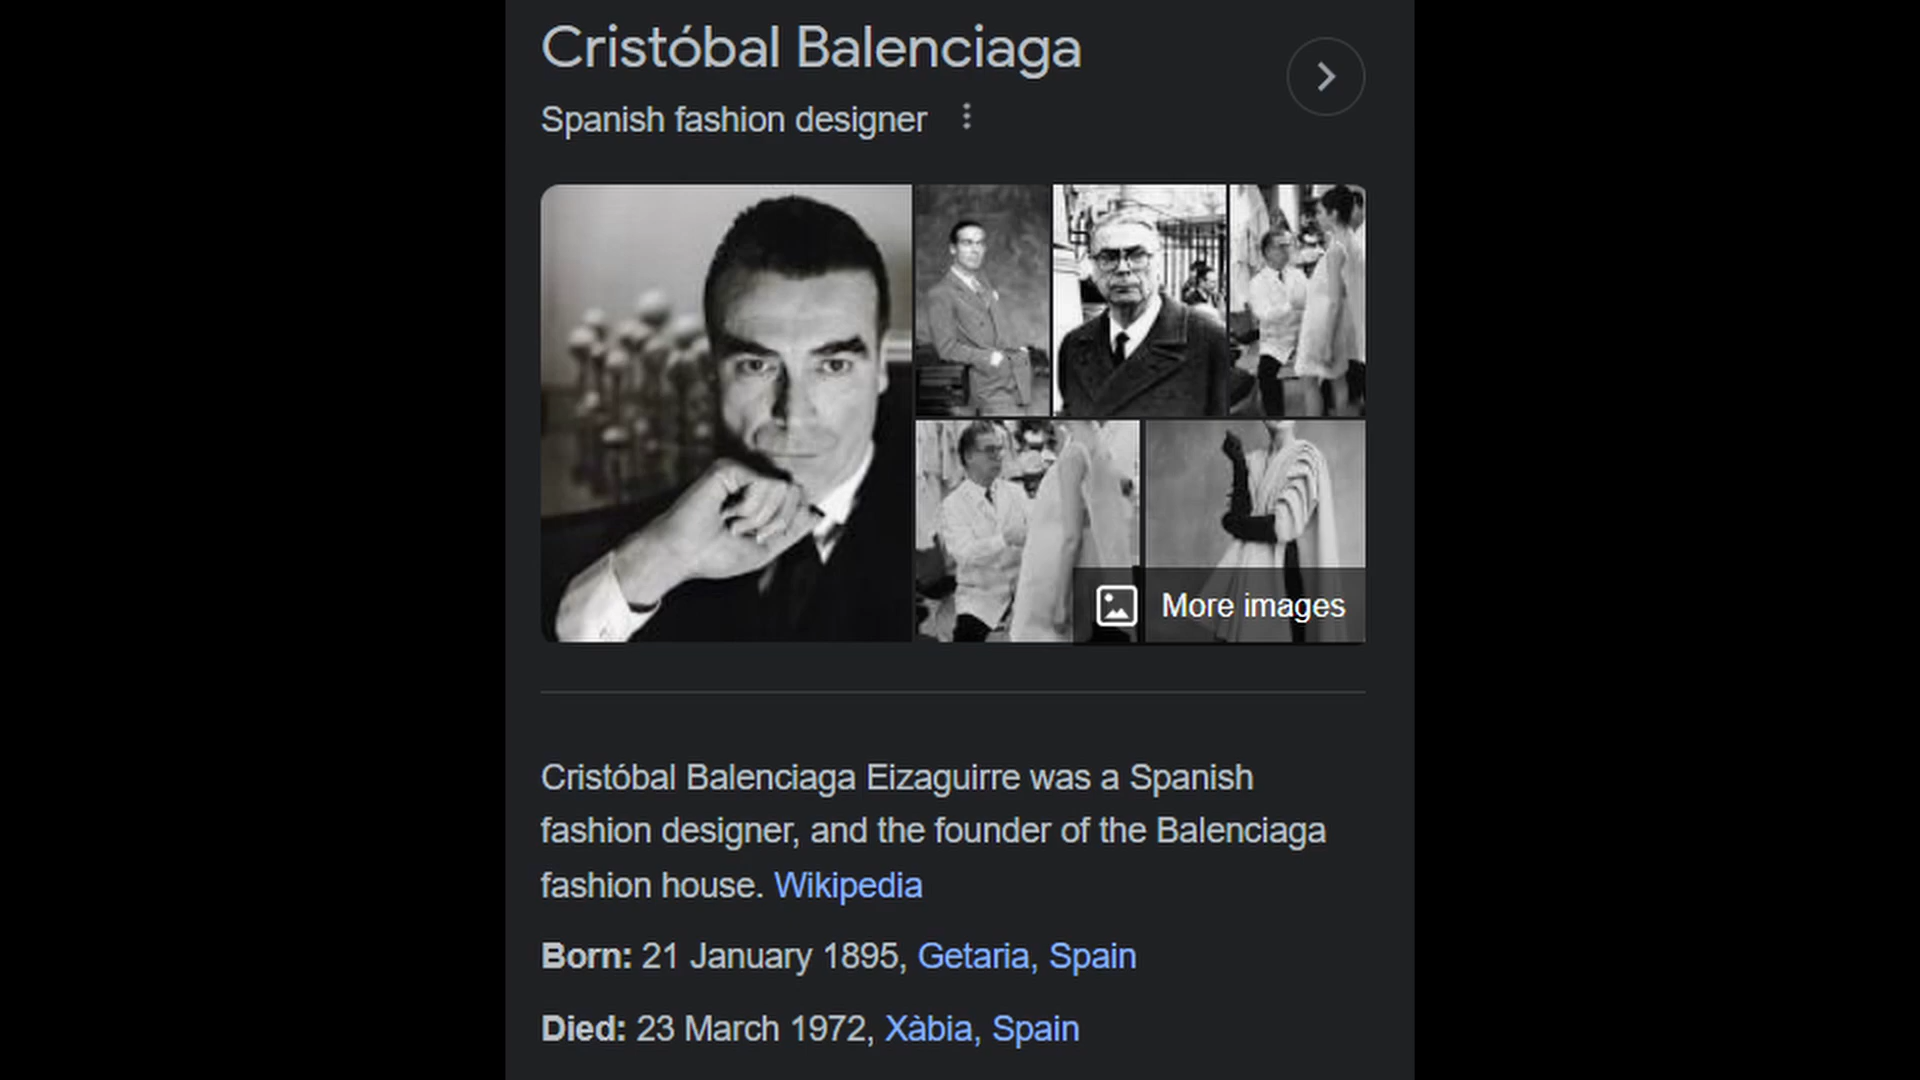 Cristóbal Balenciaga
Spanish fashion designer
More images
Cristóbal Balenciaga Eizaguirre was a Spanish
fashion designer, and the founder of the Balenciaga
fashion house. Wikipedia
Born: 21 January 1895, Getaria, Spain
Died: 23 March 1972, Xàbia, Spain